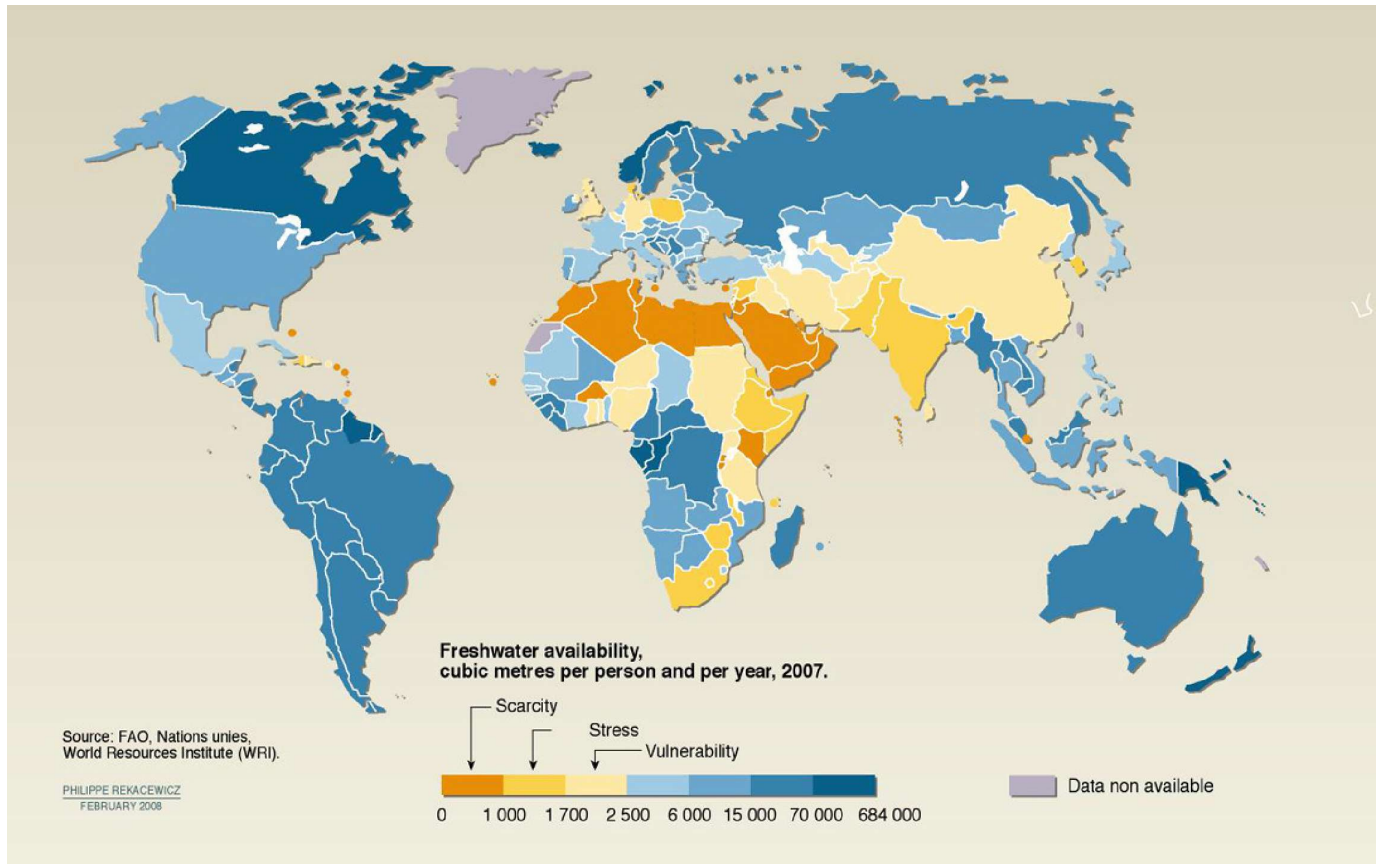 Freshwater availability,
cubic metres per person and per year, 2007.
Scarcity
Stress
Vulnerability
0 1 000 1 700 2 500 6 000 15 000 70 000 684 000
Data non available
Source: FAO, Nations unies,
World Resources Institute (WRI).
PHILIPPE REKACEWICZ
FEBRUARY 2008